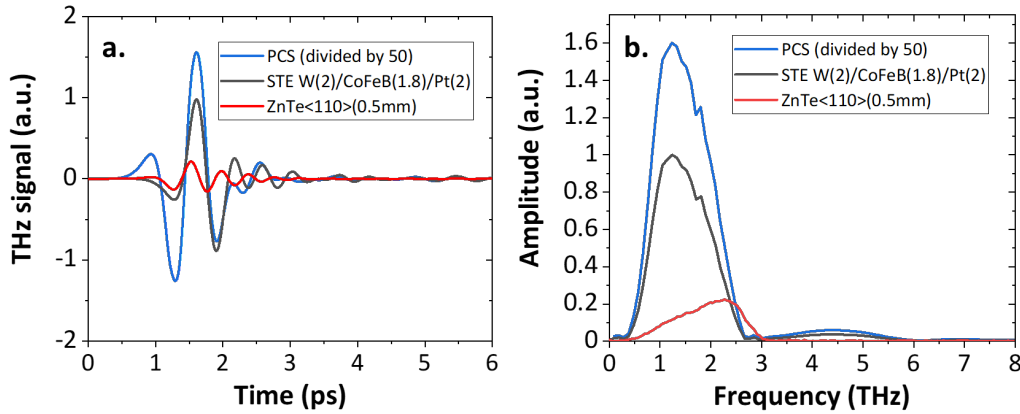 a.
PCS (divided by 50)
STE W(2)/CoFeB(1.8)/Pt(2)
ZnTe<110>(0.5mm)
THz signal (a.u.)
2
1
0
-1
-2
0 1 2 3 4 5 6
Time (ps)
b.
PCS (divided by 50)
STE W(2)/CoFeB(1.8)/Pt(2)
ZnTe<110>(0.5mm)
Amplitude (a.u.)
1.6
1.4
1.2
1
0.8
0.6
0.4
0.2
0
0 1 2 3 4 5 6 7 8
Frequency (THz)